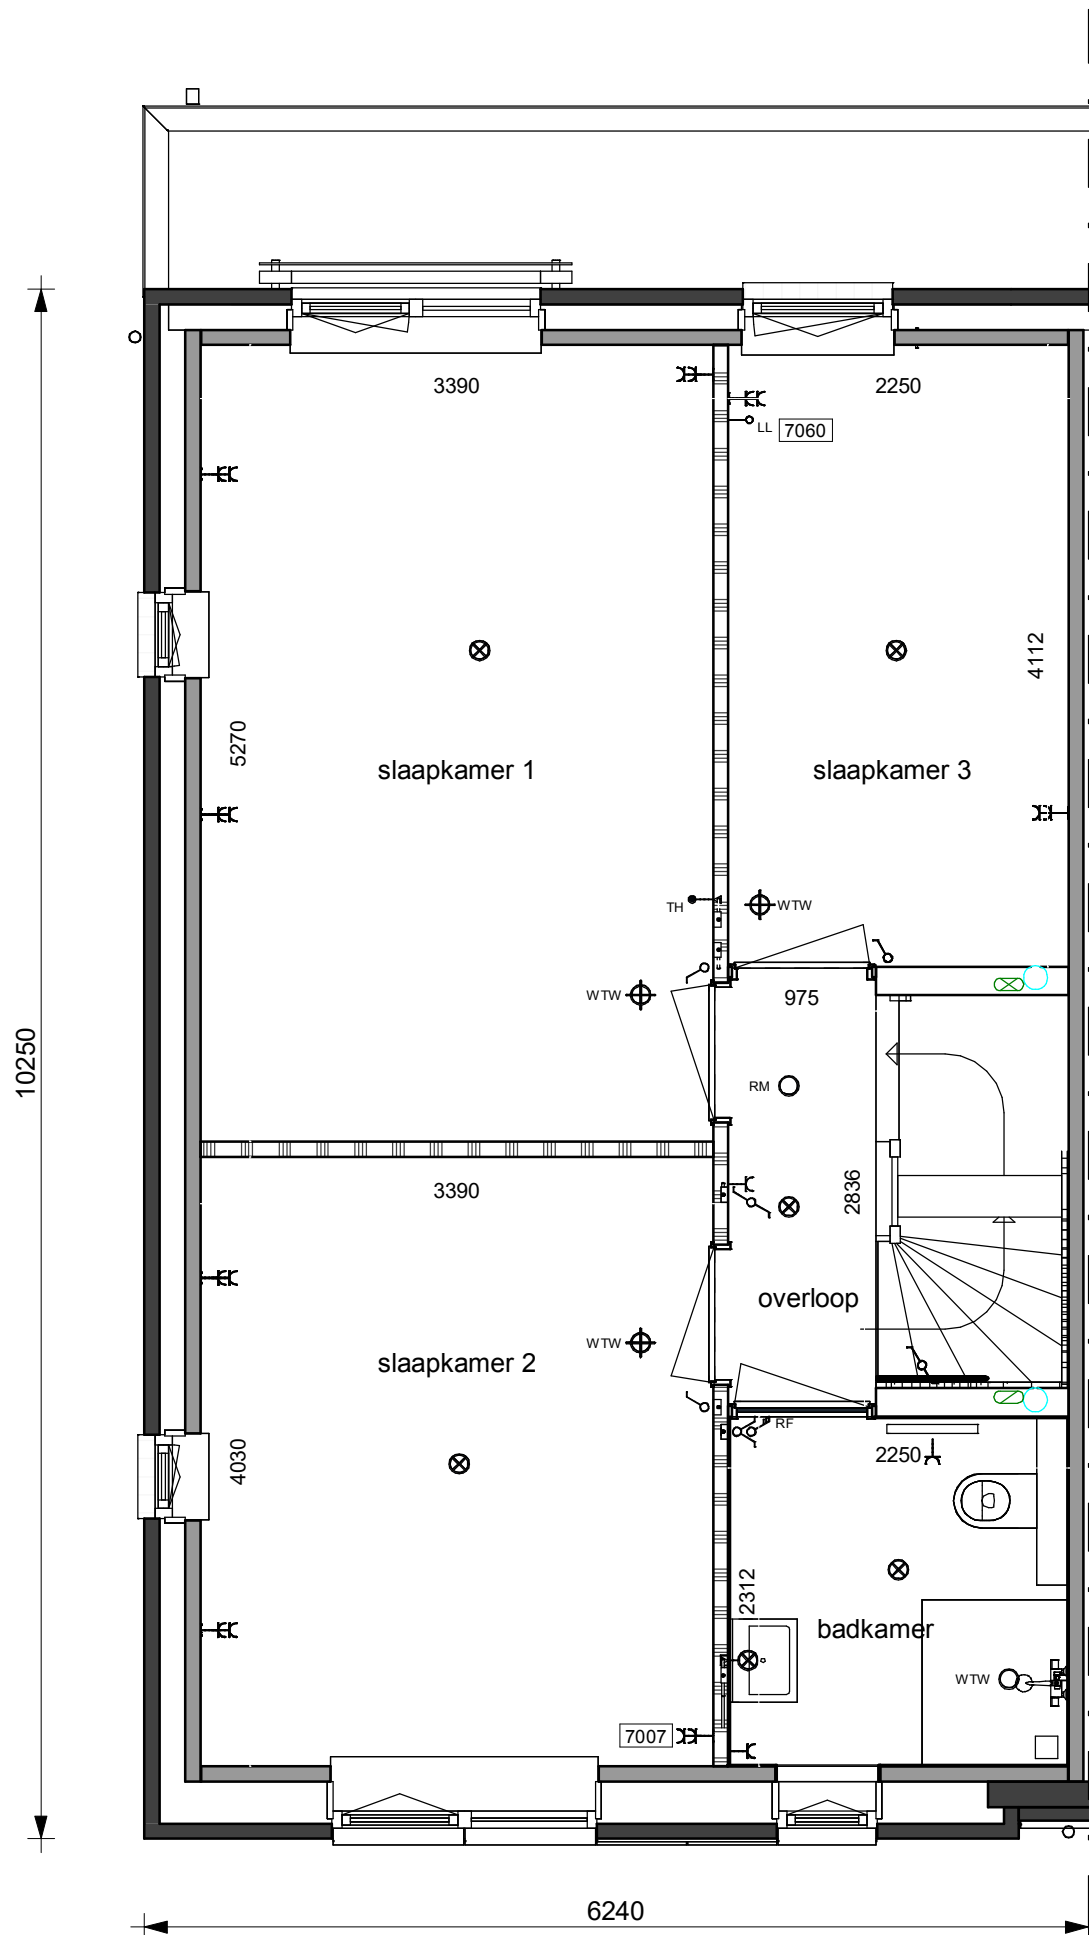 3390
2250
LL
7060
4112
5270
slaapkamer 1
slaapkamer 3
TH
WTW
WTW
975
10250
RM
3390
2836
overloop
WTW
slaapkamer 2
RF
2250
4030
2312
badkamer
WTW
7007
6240